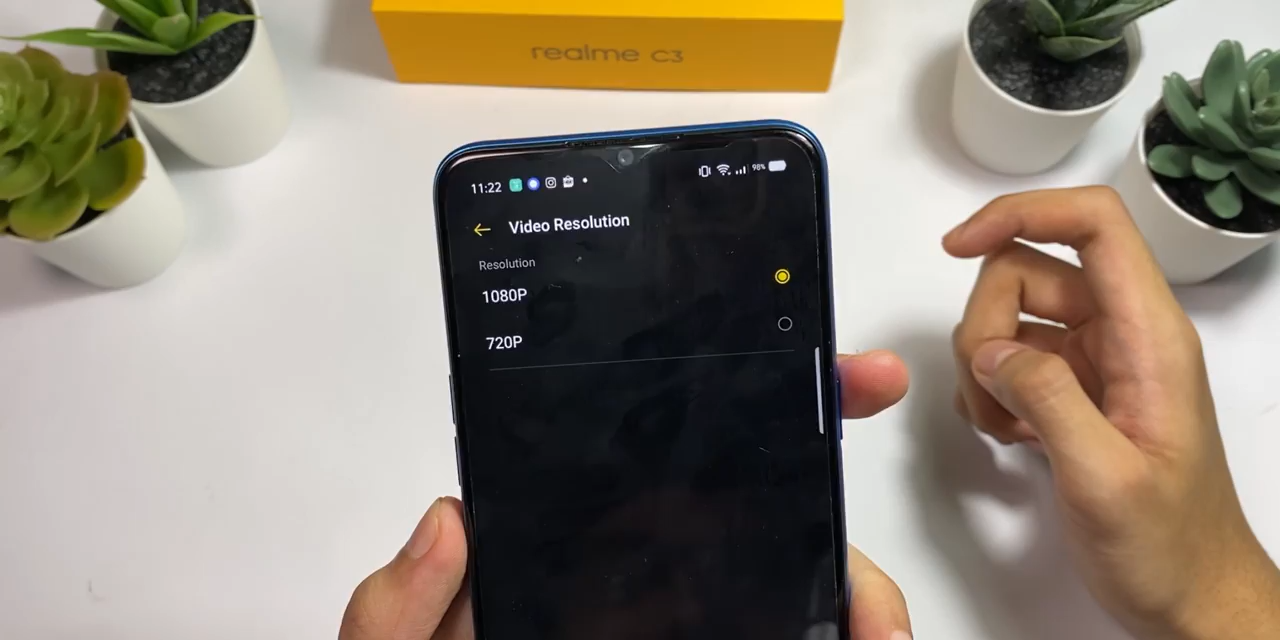 realme C3
11:22 98%
Video Resolution
Resolution
1080P
720P